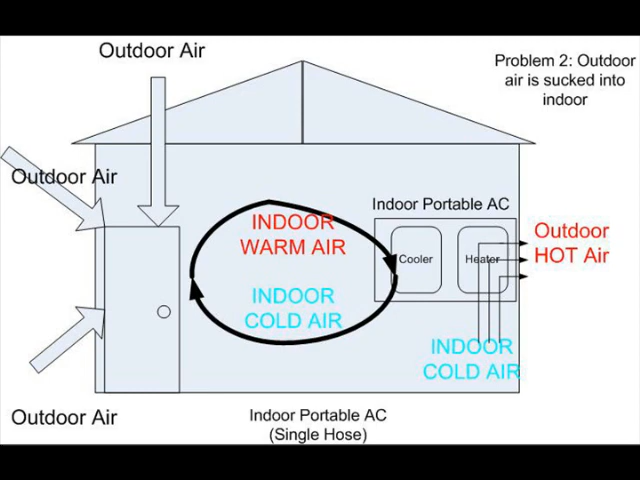 Outdoor Air
Problem 2: Outdoor
air is sucked into
indoor
Outdoor Air
Indoor Portable AC
INDOOR
WARM AIR
Outdoor
HOT Air
Cooler
Heater
INDOOR
COLD AIR
INDOOR
COLD AIR
Outdoor Air
Indoor Portable AC
(Single Hose)